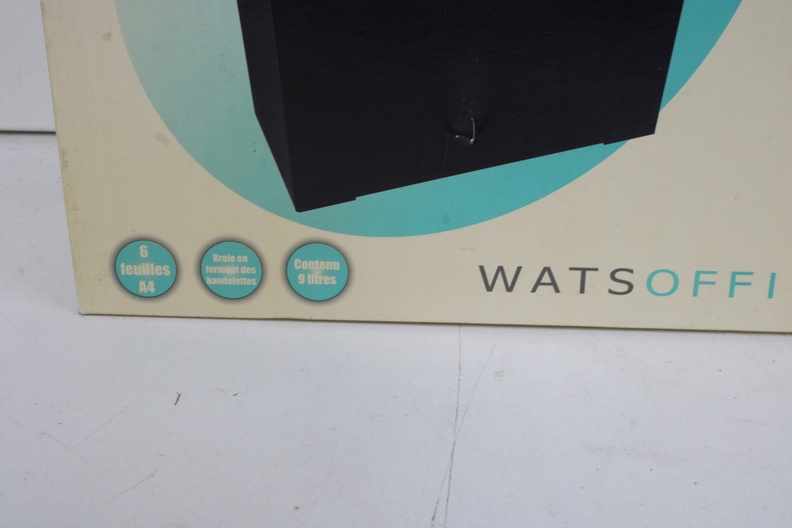 6
feuilles
A4
Broie en
formant des
bandelettes
Contenu
9 litres
WATSOFFI